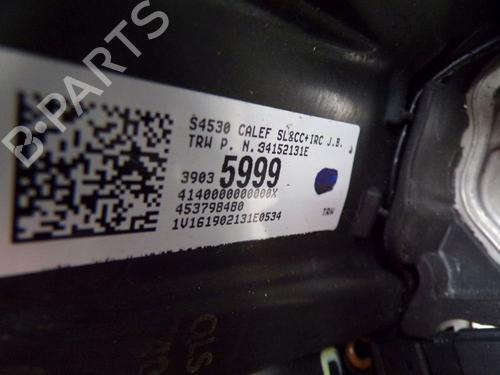 B-PARTS
S4530 CALEF SL&CC+IRC J.B.
TRW P. N.34152131E
3903 5999
4140000000000X
453798480
1V161902131E0534
TRW